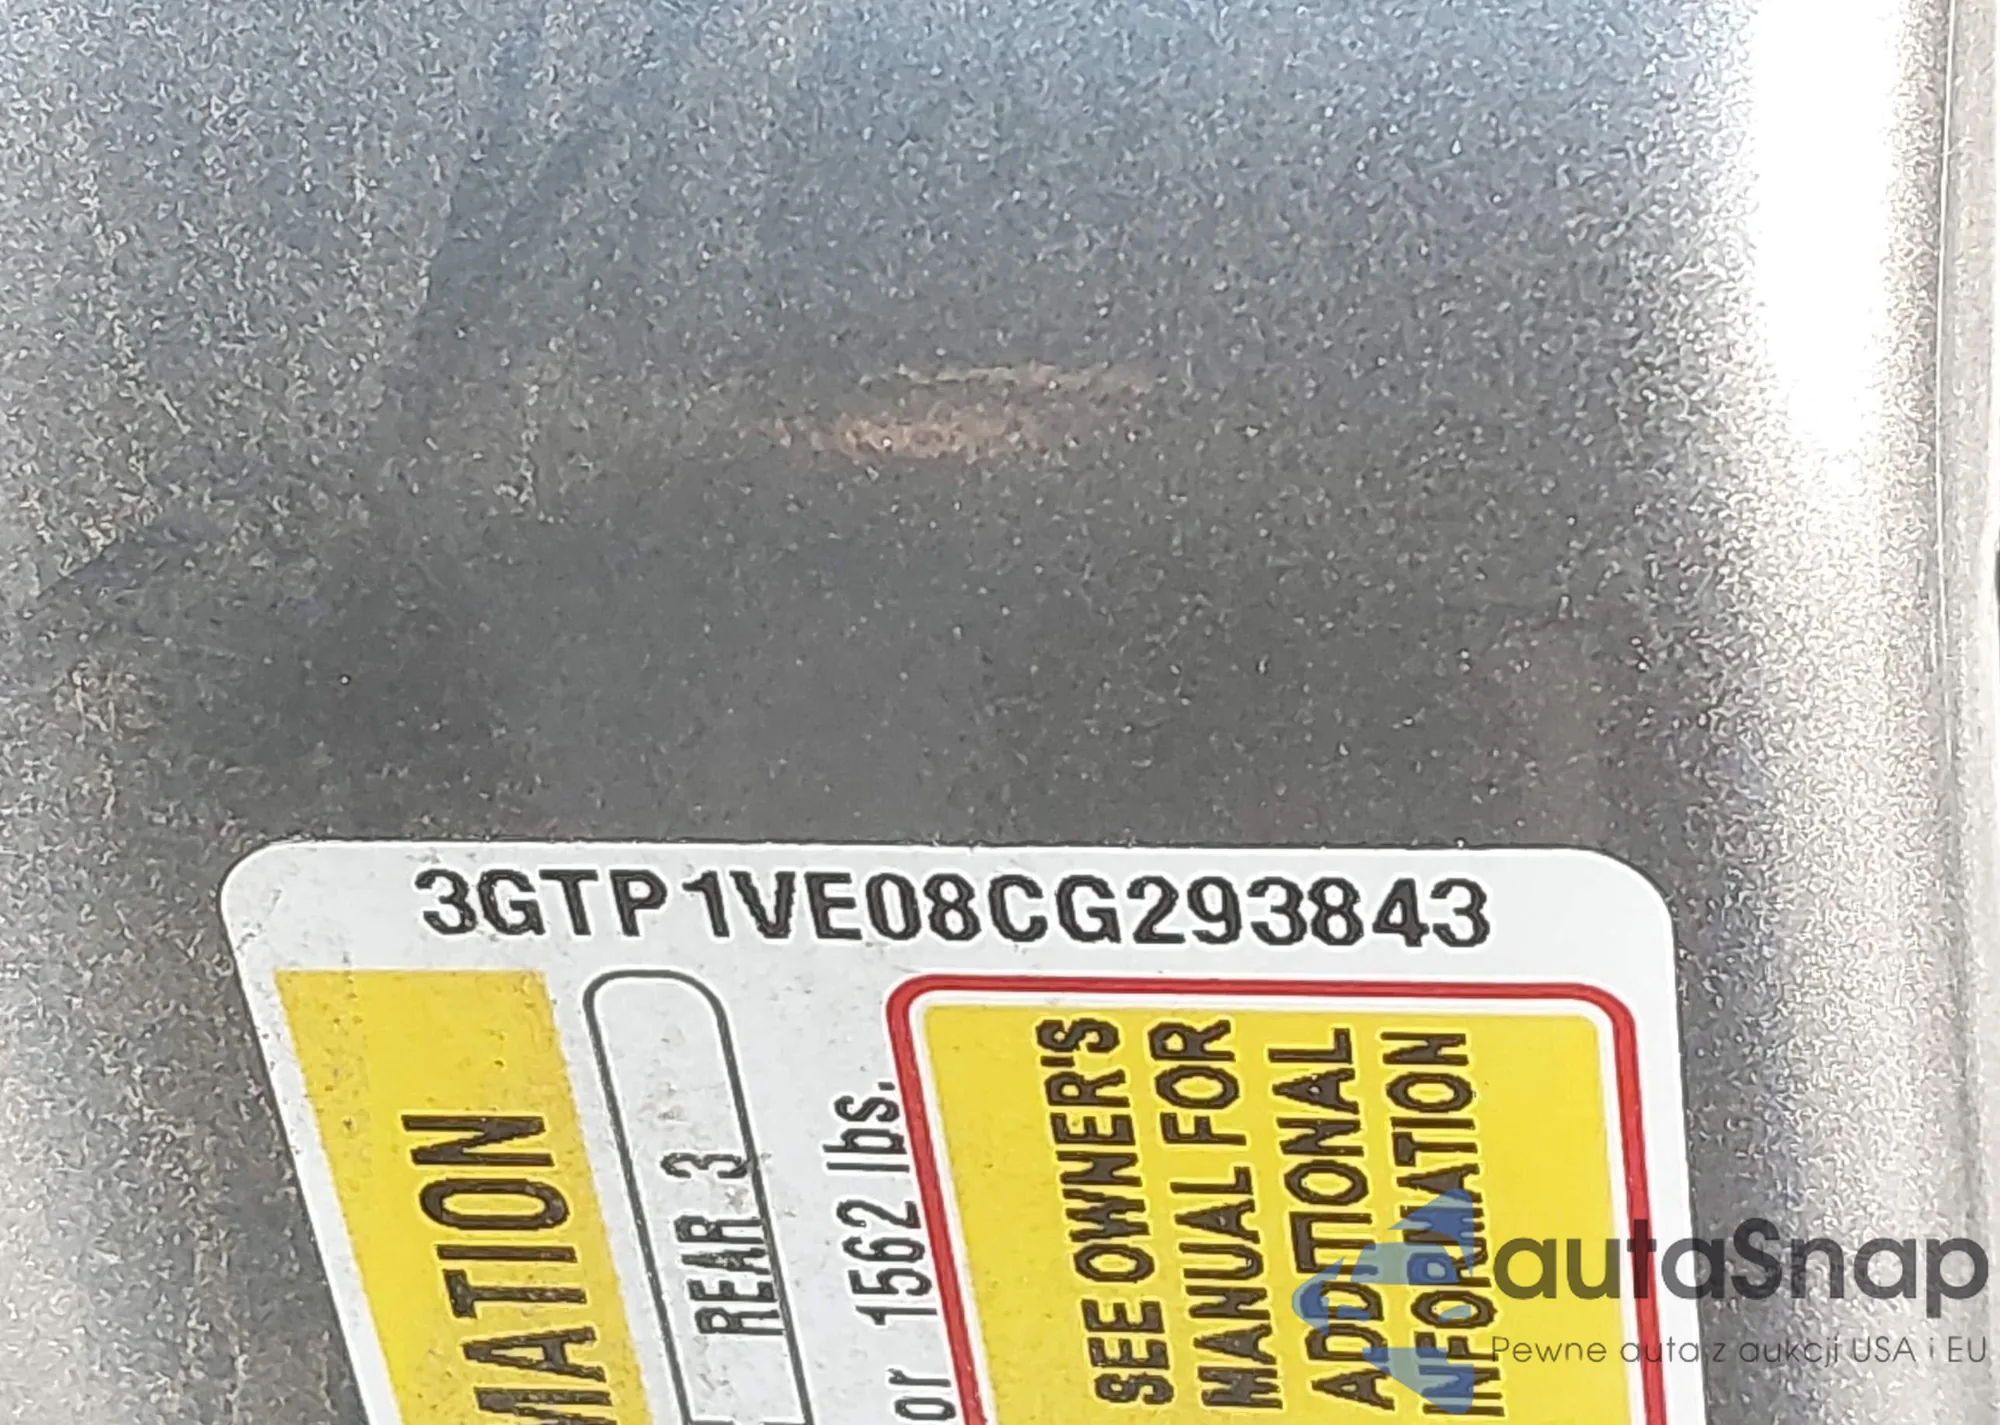 3GTP1VE08CG293843
MATION
REAR 3
or 1562 lbs.
SEE OWNER'S
MANUAL FOR
ADDITIONAL
INFORMATION
autaSnap
Pewne auta z aukcji USA i EU